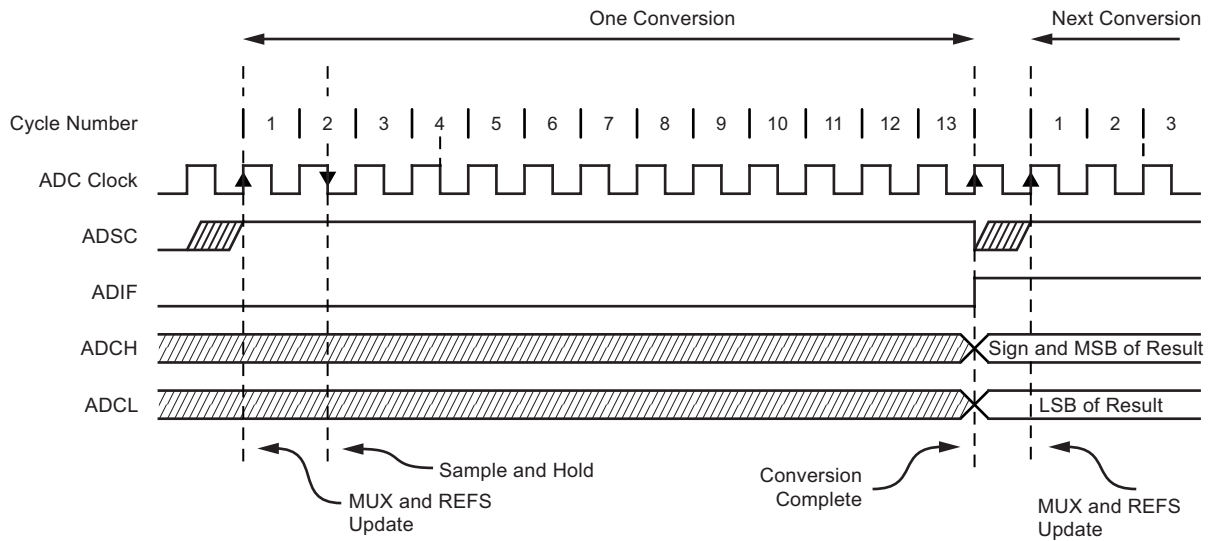 One Conversion
Next Conversion
Cycle Number
1 2 3 4 5 6 7 8 9 10 11 12 13 1 2 3
ADC Clock
ADSC
ADIF
ADCH
Sign and MSB of Result
ADCL
LSB of Result
Sample and Hold
MUX and REFS
Update
Conversion
Complete
MUX and REFS
Update